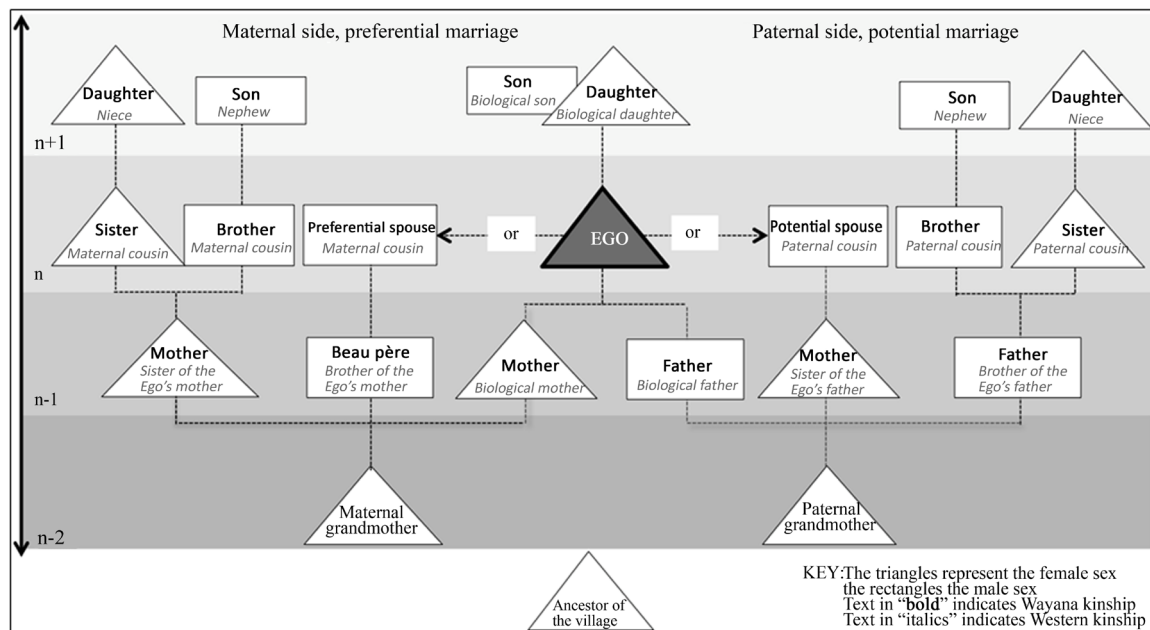 Maternal side, preferential marriage
Paternal side, potential marriage
Daughter
Niece
Son
Nephew
Son
Biological son
Daughter
Biological daughter
Son
Nephew
Daughter
Niece
n+1
Sister
Maternal cousin
Brother
Maternal cousin
Preferential spouse
Maternal cousin
or
EGO
or
Potential spouse
Paternal cousin
Brother
Paternal cousin
Sister
Paternal cousin
n
Mother
Sister of the
Ego's mother
Beau père
Brother of the
Ego's mother
Mother
Biological mother
Father
Biological father
Mother
Sister of the
Ego's father
Father
Brother of the
Ego's father
n-1
Maternal
grandmother
Paternal
grandmother
n-2
Ancestor of
the village
KEY:The triangles represent the female sex
the rectangles the male sex
Text in “bold” indicates Wayana kinship
Text in “italics” indicates Western kinship